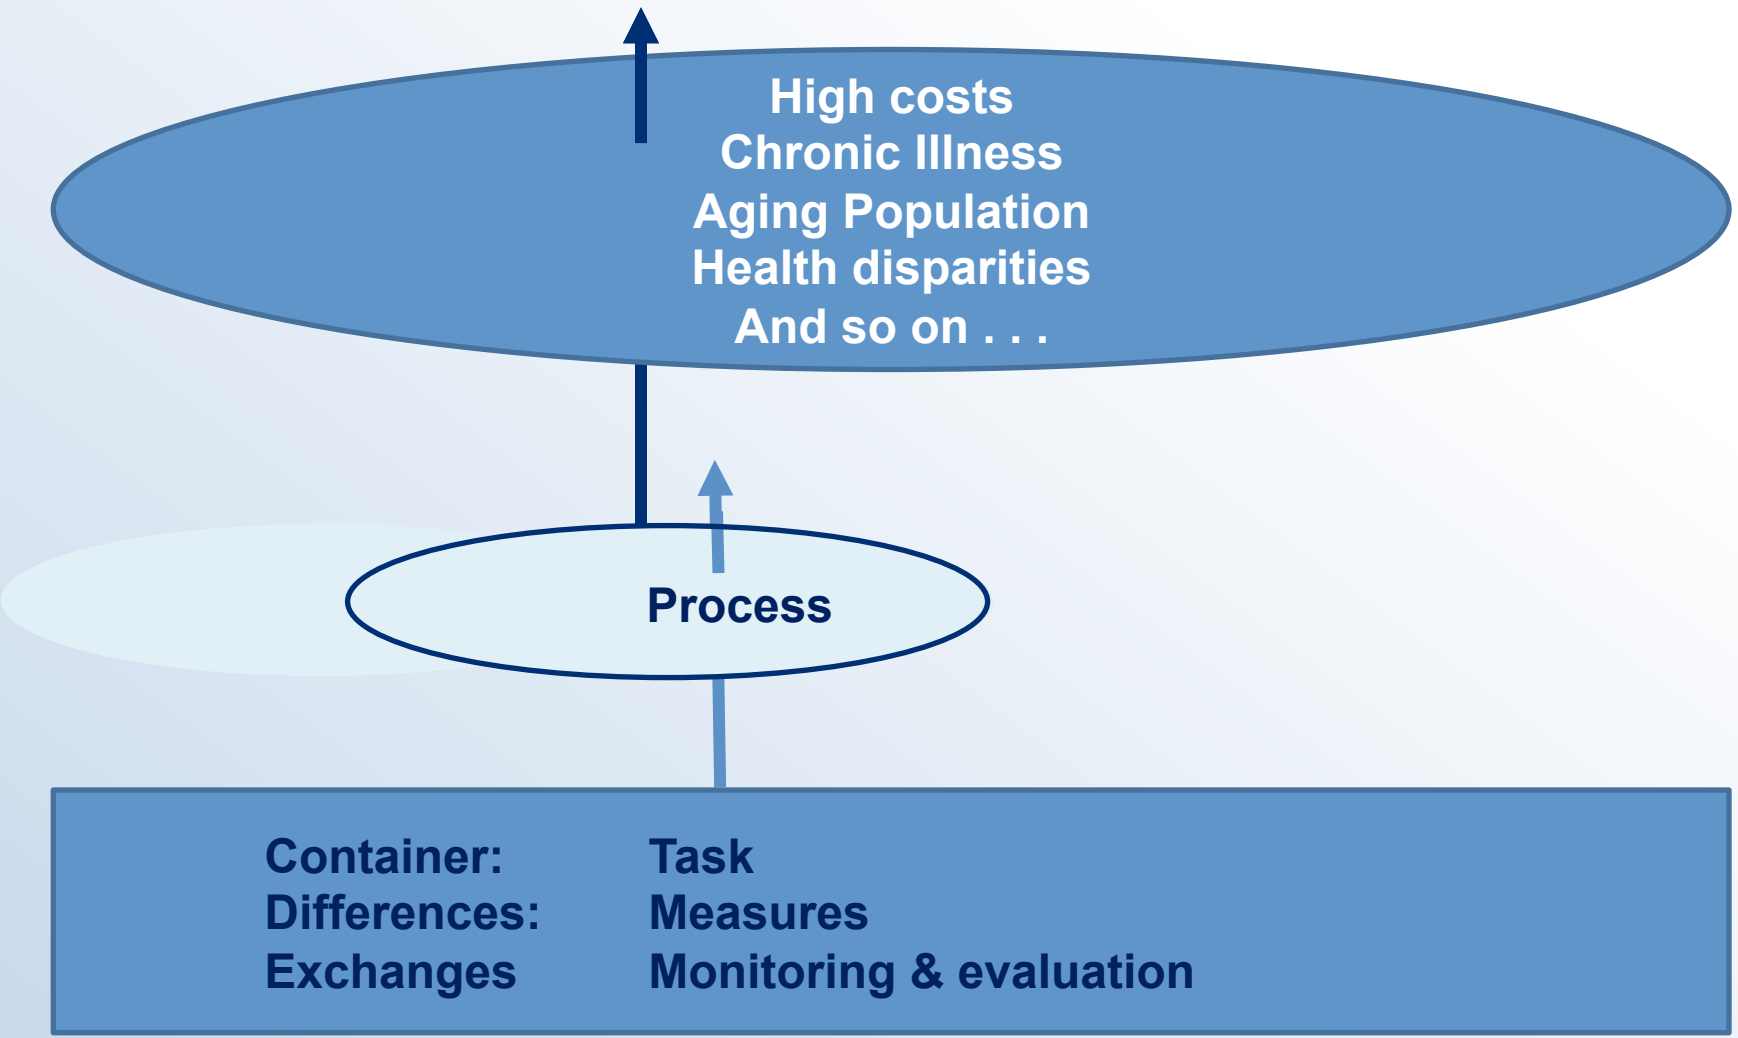 High costs
Chronic Illness
Aging Population
Health disparities
And so on . . .
Process
Container: Task
Differences: Measures
Exchanges Monitoring & evaluation